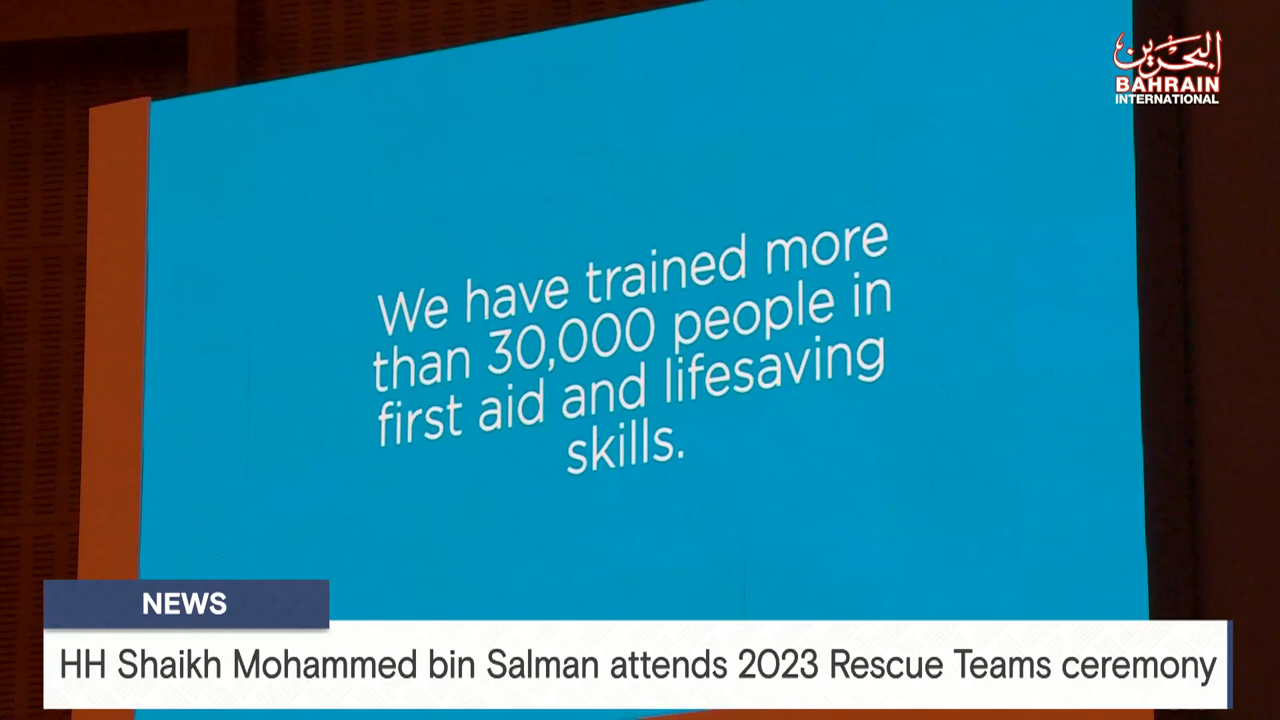 البحرين
BAHRAIN
INTERNATIONAL
We have trained more
than 30,000 people in
first aid and lifesaving
skills.
NEWS
HH Shaikh Mohammed bin Salman attends 2023 Rescue Teams ceremony